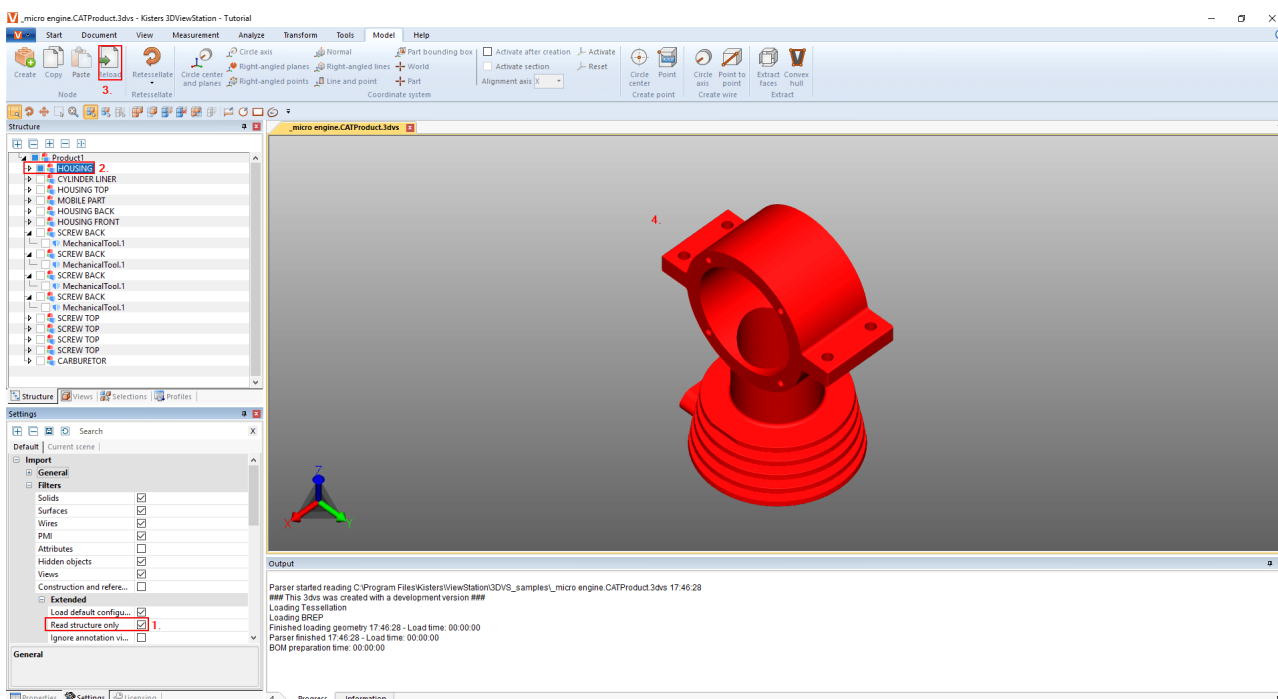 _micro engine.CATProduct.3dvs - Kisters 3DViewStation - Tutorial
Start Document View Measurement Analyze Transform Tools Model Help
Create Copy Paste Reload
3.
Node
Retessellate
Retessellate
Circle center and planes
Circle axis Normal Part bounding box
Right-angled planes Right-angled lines World
Right-angled points Line and point Part
Activate after creation Activate
Activate section Reset
Alignment axis X
Coordinate system
Circle center Point
Create point
Circle axis Point to point
Create wire
Extract faces Convex hull
Extract
Structure
_micro engine.CATProduct.3dvs
Product1
HOUSING 2.
CYLINDER LINER
HOUSING TOP
MOBILE PART
HOUSING BACK
HOUSING FRONT
SCREW BACK
MechanicalTool.1
SCREW BACK
MechanicalTool.1
SCREW BACK
MechanicalTool.1
SCREW BACK
MechanicalTool.1
SCREW TOP
SCREW TOP
SCREW TOP
SCREW TOP
CARBURETOR
Structure Views Selections Profiles
4.
Z
X Y
Settings
Search X
Default Current scene
Import
General
Filters
Solids
Surfaces
Wires
PMI
Attributes
Hidden objects
Views
Construction and refere...
Extended
Load default configu...
Read structure only 1.
Ignore annotation vi...
General
Properties Settings Licensing
Output
Parser started reading C:\Program Files\Kisters\ViewStation\3DVS_samples\_micro engine.CATProduct.3dvs 17:46:28
### This 3dvs was created with a development version ###
Loading Tessellation
Loading BREP
Finished loading geometry 17:46:28 - Load time: 00:00:00
Parser finished 17:46:28 - Load time: 00:00:00
BOM preparation time: 00:00:00
Progress Information